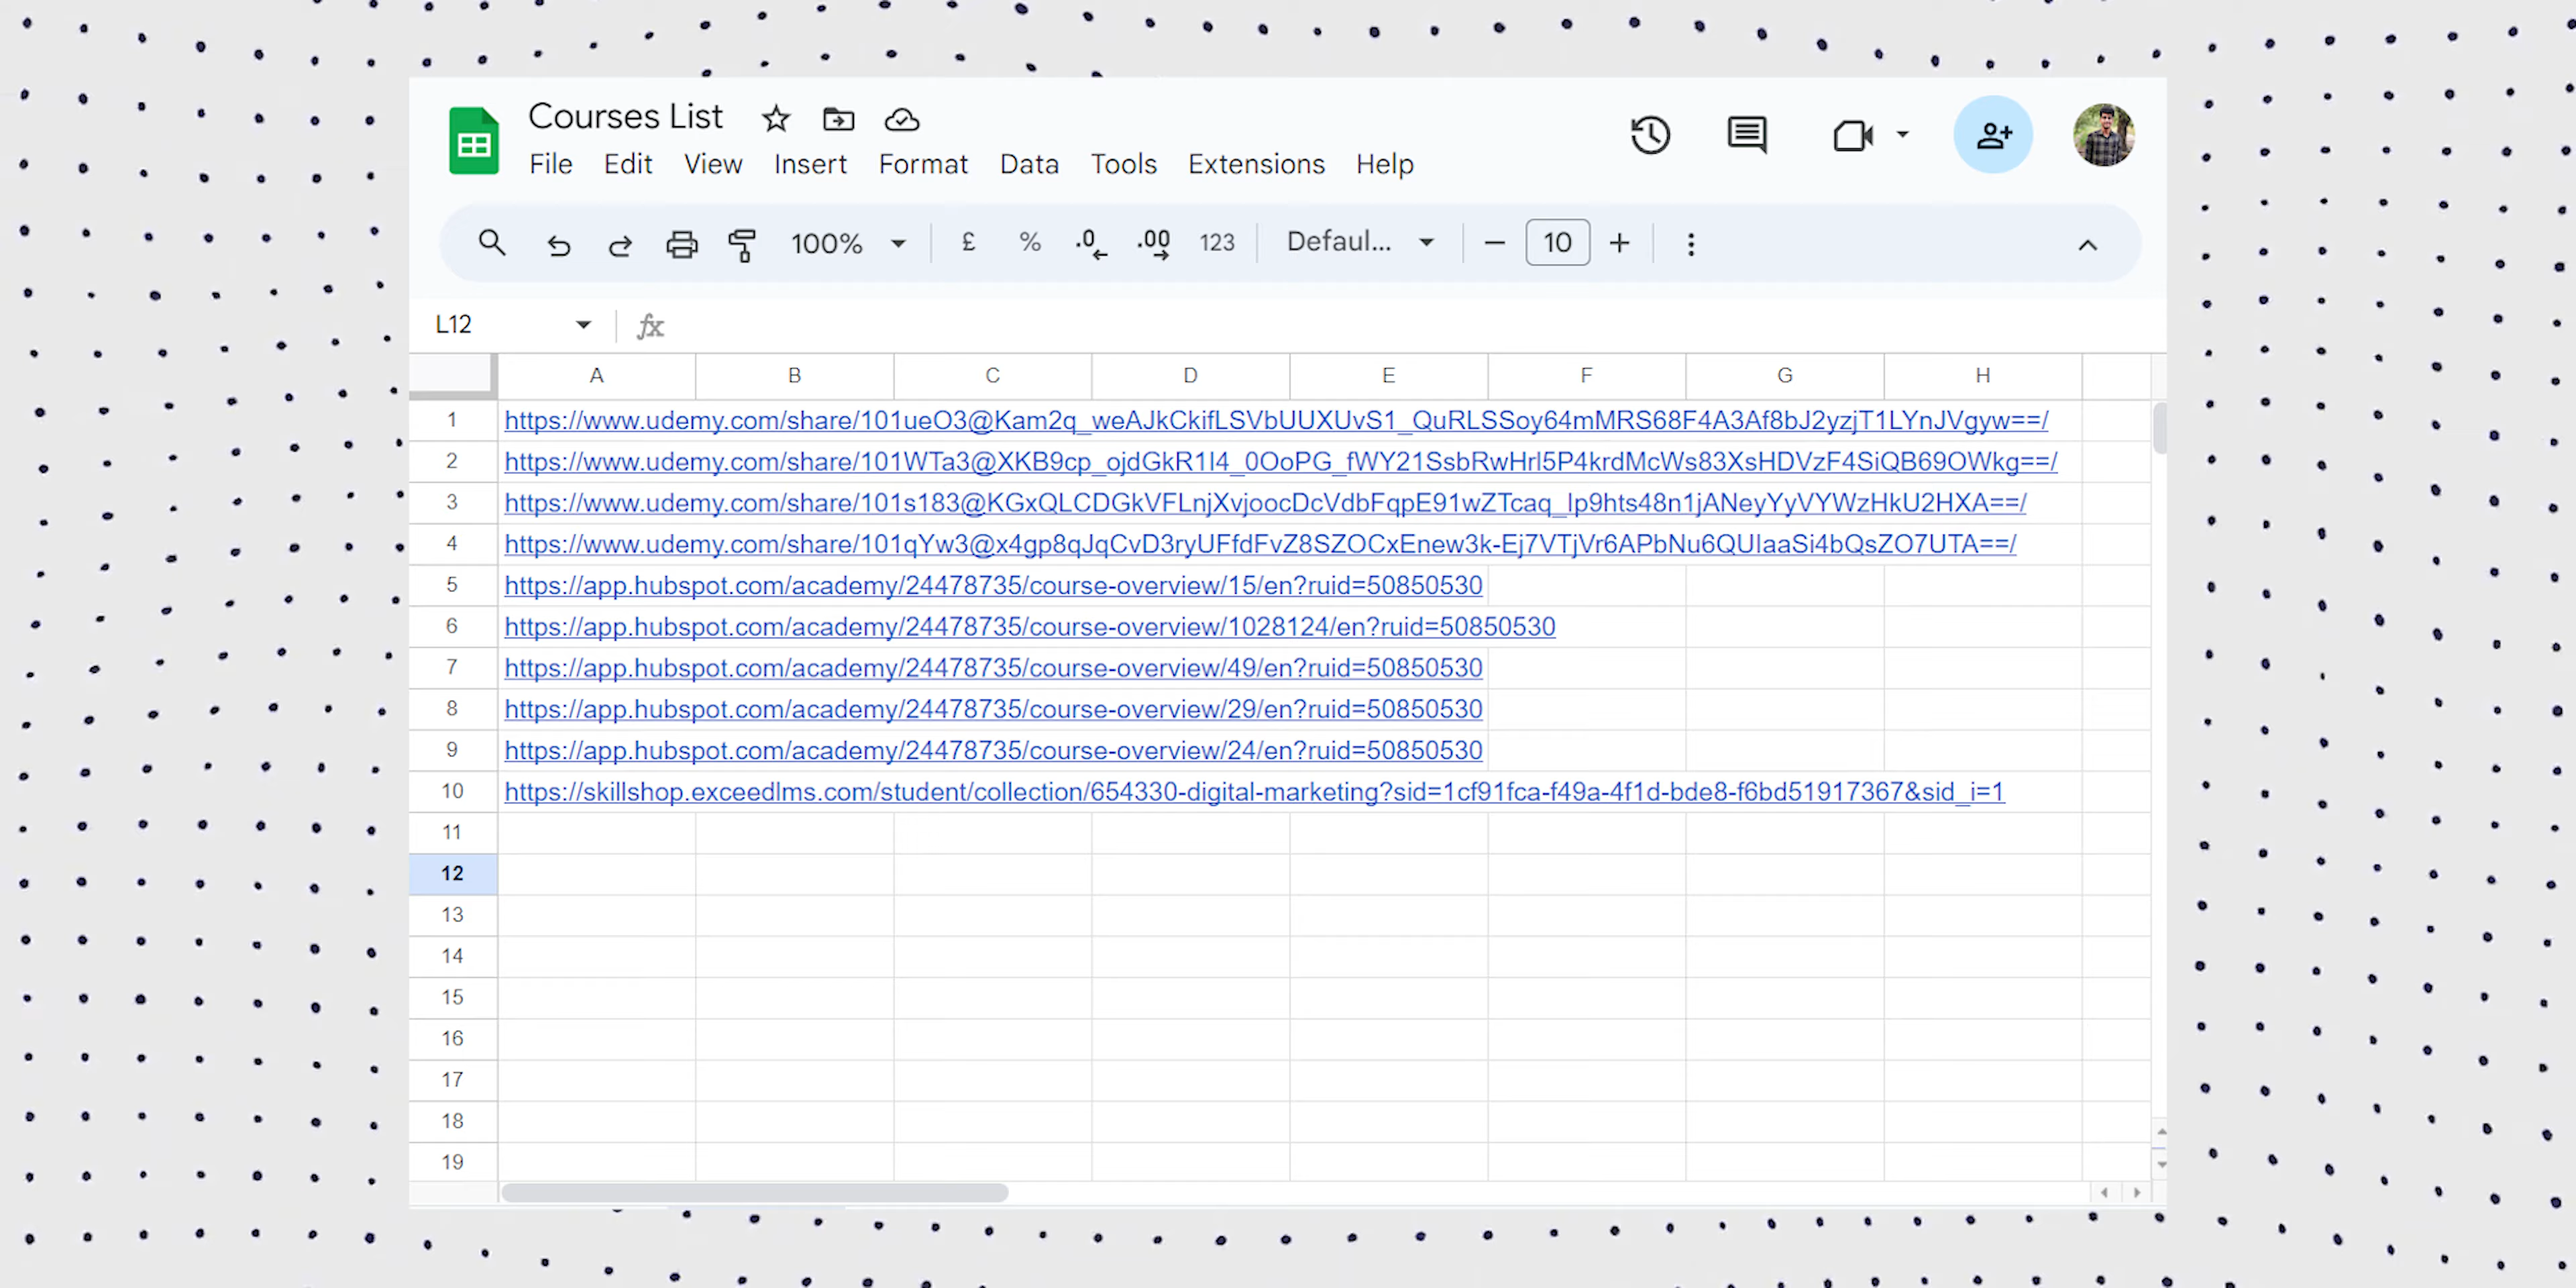 Courses List
File Edit View Insert Format Data Tools Extensions Help
100% £ % .0 .00 123 Defaul... 10
L12 fx
A B C D E F G H
1 https://www.udemy.com/share/101ueO3@Kam2q_weAJkCkifLSVbUUXUvS1_QuRLSSoy64mMRS68F4A3Af8bJ2yzjT1LYnJVgyw==/
2 https://www.udemy.com/share/101WTa3@XKB9cp_ojdGkR1I4_0OoPG_fWY21SsbRwHrl5P4krdMcWs83XsHDVzF4SiQB69OWkg==/
3 https://www.udemy.com/share/101s183@KGxQLCDGkVFLnjXvjoocDcVdbFqpE91wZTcaq_lp9hts48n1jANeyYyVYWzHkU2HXA==/
4 https://www.udemy.com/share/101qYw3@x4gp8qJqCvD3ryUFfdFvZ8SZOCxEnew3k-Ej7VTjVr6APbNu6QUlaaSi4bQsZO7UTA==/
5 https://app.hubspot.com/academy/24478735/course-overview/15/en?ruid=50850530
6 https://app.hubspot.com/academy/24478735/course-overview/1028124/en?ruid=50850530
7 https://app.hubspot.com/academy/24478735/course-overview/49/en?ruid=50850530
8 https://app.hubspot.com/academy/24478735/course-overview/29/en?ruid=50850530
9 https://app.hubspot.com/academy/24478735/course-overview/24/en?ruid=50850530
10 https://skillshop.exceedlms.com/student/collection/654330-digital-marketing?sid=1cf91fca-f49a-4f1d-bde8-f6bd51917367&sid_i=1
11
12
13
14
15
16
17
18
19